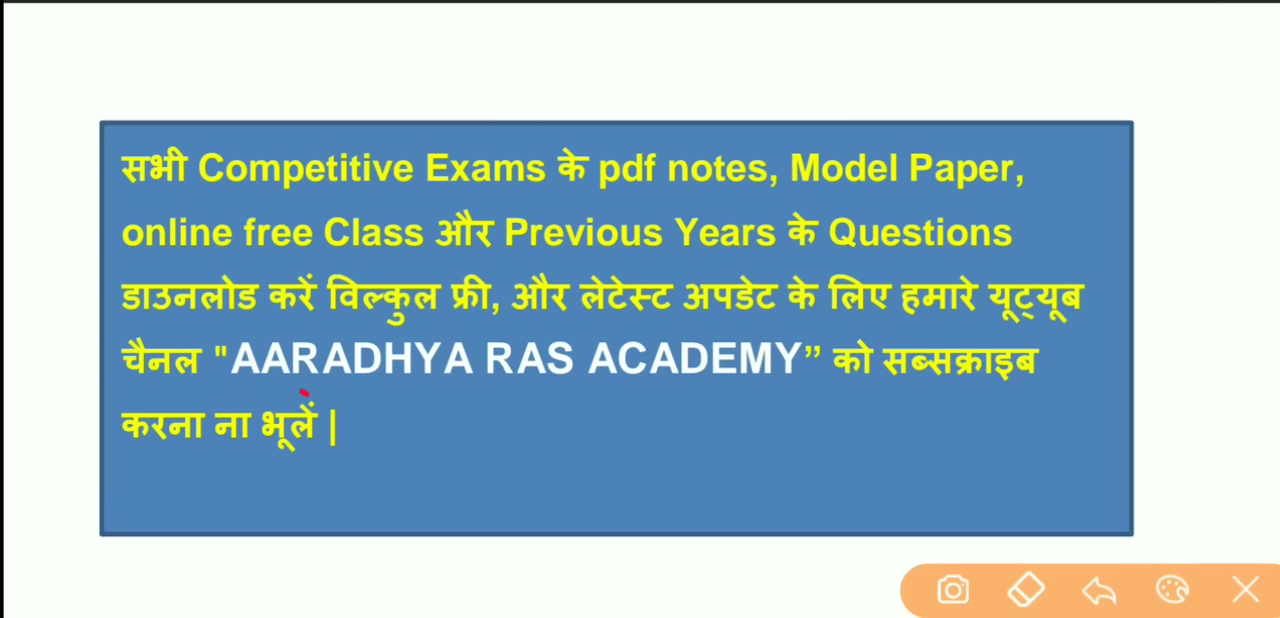 सभी Competitive Exams के pdf notes, Model Paper,
online free Class और Previous Years के Questions
डाउनलोड करें विल्कुल फ्री, और लेटेस्ट अपडेट के लिए हमारे यूट्यूब
चैनल "AARADHYA RAS ACADEMY” को सब्सक्राइब
करना ना भूलें |